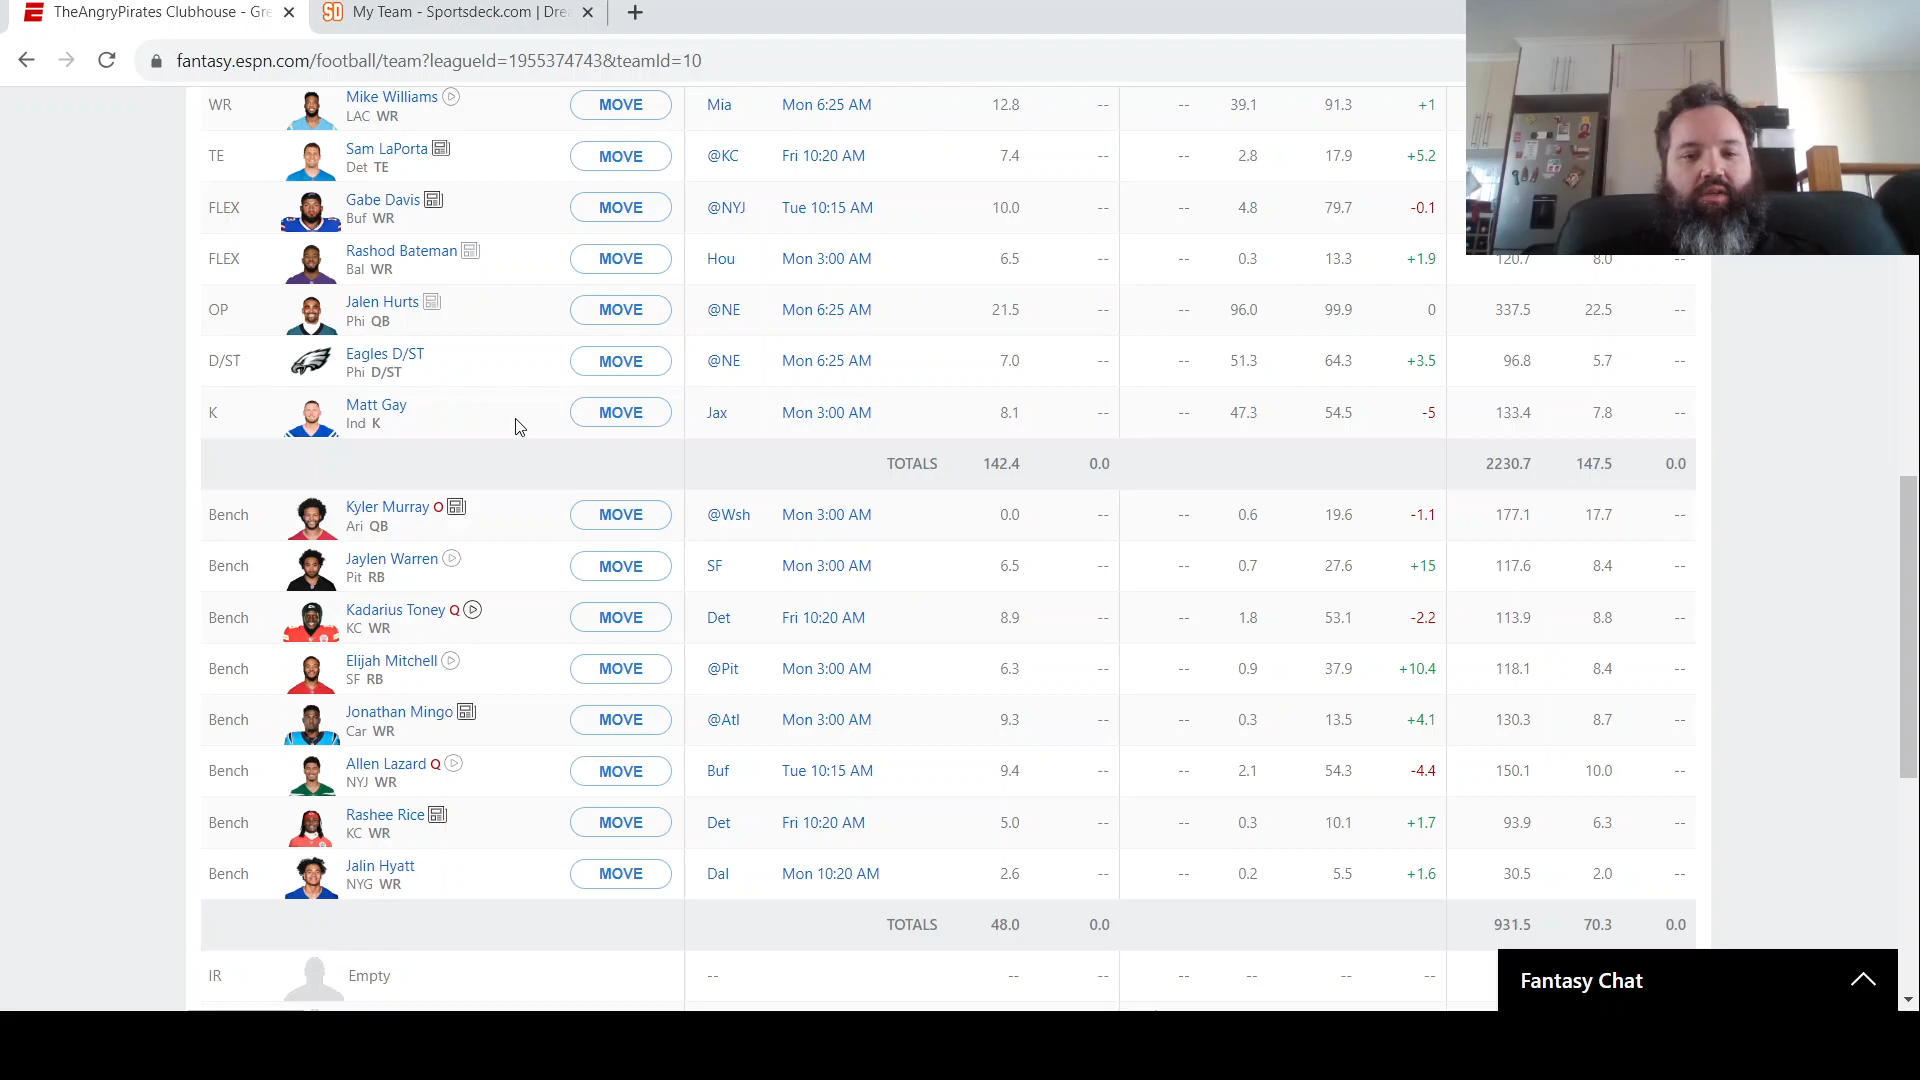 TheAngryPirates Clubhouse - Gre
My Team - Sportsdeck.com | Drea
fantasy.espn.com/football/team?leagueId=1955374743&teamId=10
WR Mike Williams LAC WR MOVE Mia Mon 6:25 AM 12.8 -- -- 39.1 91.3 +1
TE Sam LaPorta Det TE MOVE @KC Fri 10:20 AM 7.4 -- -- 2.8 17.9 +5.2
FLEX Gabe Davis Buf WR MOVE @NYJ Tue 10:15 AM 10.0 -- -- 4.8 79.7 -0.1
FLEX Rashod Bateman Bal WR MOVE Hou Mon 3:00 AM 6.5 -- -- 0.3 13.3 +1.9 120.7 8.0 --
OP Jalen Hurts Phi QB MOVE @NE Mon 6:25 AM 21.5 -- -- 96.0 99.9 0 337.5 22.5 --
D/ST Eagles D/ST Phi D/ST MOVE @NE Mon 6:25 AM 7.0 -- -- 51.3 64.3 +3.5 96.8 5.7 --
K Matt Gay Ind K MOVE Jax Mon 3:00 AM 8.1 -- -- 47.3 54.5 -5 133.4 7.8 --
TOTALS 142.4 0.0 2230.7 147.5 0.0
Bench Kyler Murray O Ari QB MOVE @Wsh Mon 3:00 AM 0.0 -- -- 0.6 19.6 -1.1 177.1 17.7 --
Bench Jaylen Warren Pit RB MOVE SF Mon 3:00 AM 6.5 -- -- 0.7 27.6 +15 117.6 8.4 --
Bench Kadarius Toney Q KC WR MOVE Det Fri 10:20 AM 8.9 -- -- 1.8 53.1 -2.2 113.9 8.8 --
Bench Elijah Mitchell SF RB MOVE @Pit Mon 3:00 AM 6.3 -- -- 0.9 37.9 +10.4 118.1 8.4 --
Bench Jonathan Mingo Car WR MOVE @Atl Mon 3:00 AM 9.3 -- -- 0.3 13.5 +4.1 130.3 8.7 --
Bench Allen Lazard Q NYJ WR MOVE Buf Tue 10:15 AM 9.4 -- -- 2.1 54.3 -4.4 150.1 10.0 --
Bench Rashee Rice KC WR MOVE Det Fri 10:20 AM 5.0 -- -- 0.3 10.1 +1.7 93.9 6.3 --
Bench Jalin Hyatt NYG WR MOVE Dal Mon 10:20 AM 2.6 -- -- 0.2 5.5 +1.6 30.5 2.0 --
TOTALS 48.0 0.0 931.5 70.3 0.0
IR Empty -- -- -- -- -- -- --
Fantasy Chat